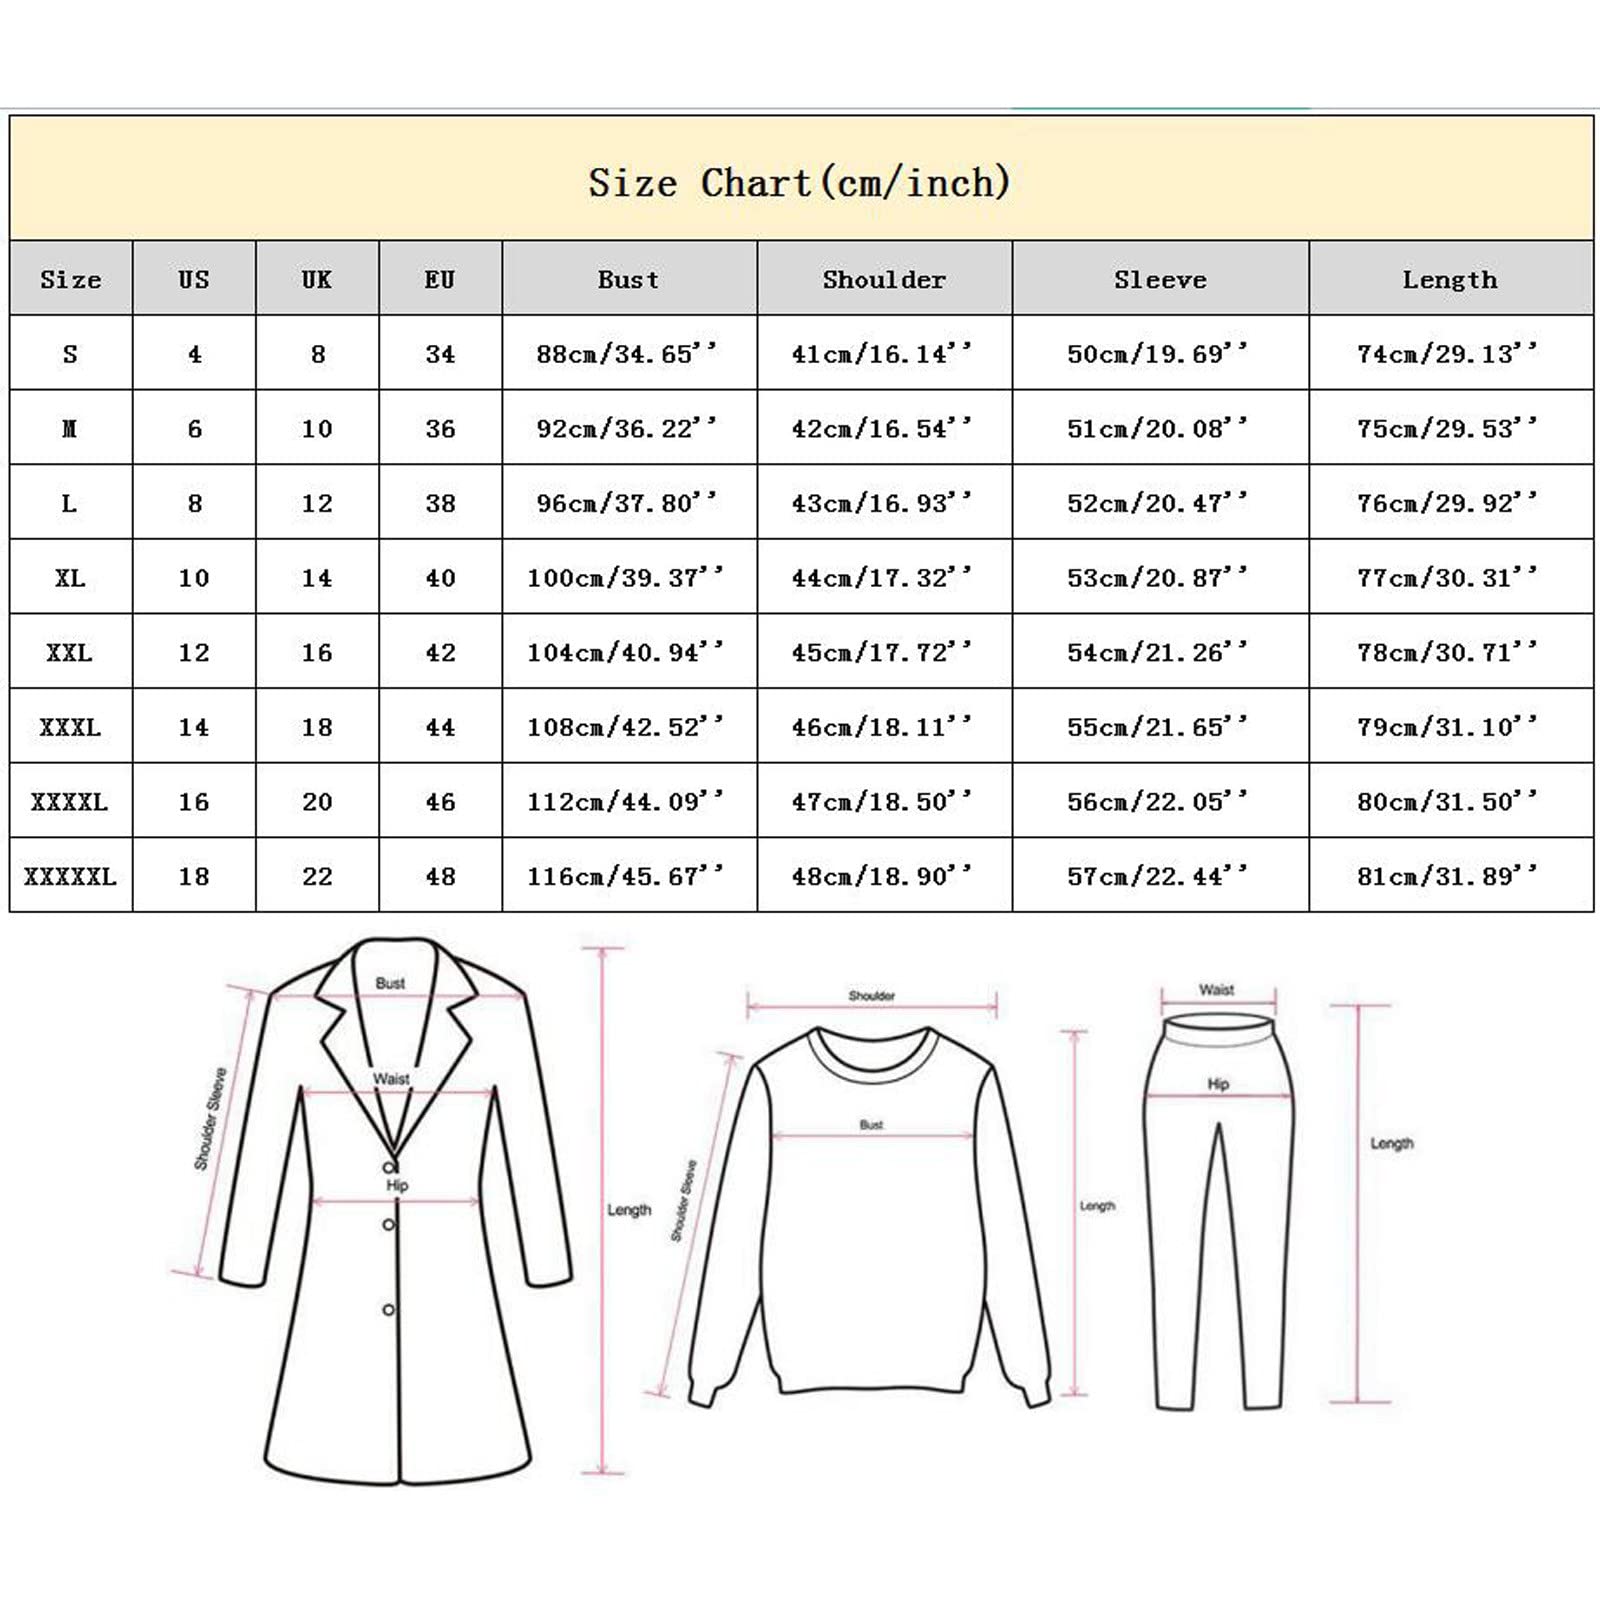 Size Chart(cm/inch)
Size US UK EU Bust Shoulder Sleeve Length
S 4 8 34 88cm/34.65’’ 41cm/16.14’’ 50cm/19.69’’ 74cm/29.13’’
M 6 10 36 92cm/36.22’’ 42cm/16.54’’ 51cm/20.08’’ 75cm/29.53’’
L 8 12 38 96cm/37.80’’ 43cm/16.93’’ 52cm/20.47’’ 76cm/29.92’’
XL 10 14 40 100cm/39.37’’ 44cm/17.32’’ 53cm/20.87’’ 77cm/30.31’’
XXL 12 16 42 104cm/40.94’’ 45cm/17.72’’ 54cm/21.26’’ 78cm/30.71’’
XXXL 14 18 44 108cm/42.52’’ 46cm/18.11’’ 55cm/21.65’’ 79cm/31.10’’
XXXXL 16 20 46 112cm/44.09’’ 47cm/18.50’’ 56cm/22.05’’ 80cm/31.50’’
XXXXXL 18 22 48 116cm/45.67’’ 48cm/18.90’’ 57cm/22.44’’ 81cm/31.89’’
Bust
Waist
Shoulder Sleeve
Hip
Length
Shoulder
Bust
Shoulder Sleeve
Length
Waist
Hip
Length